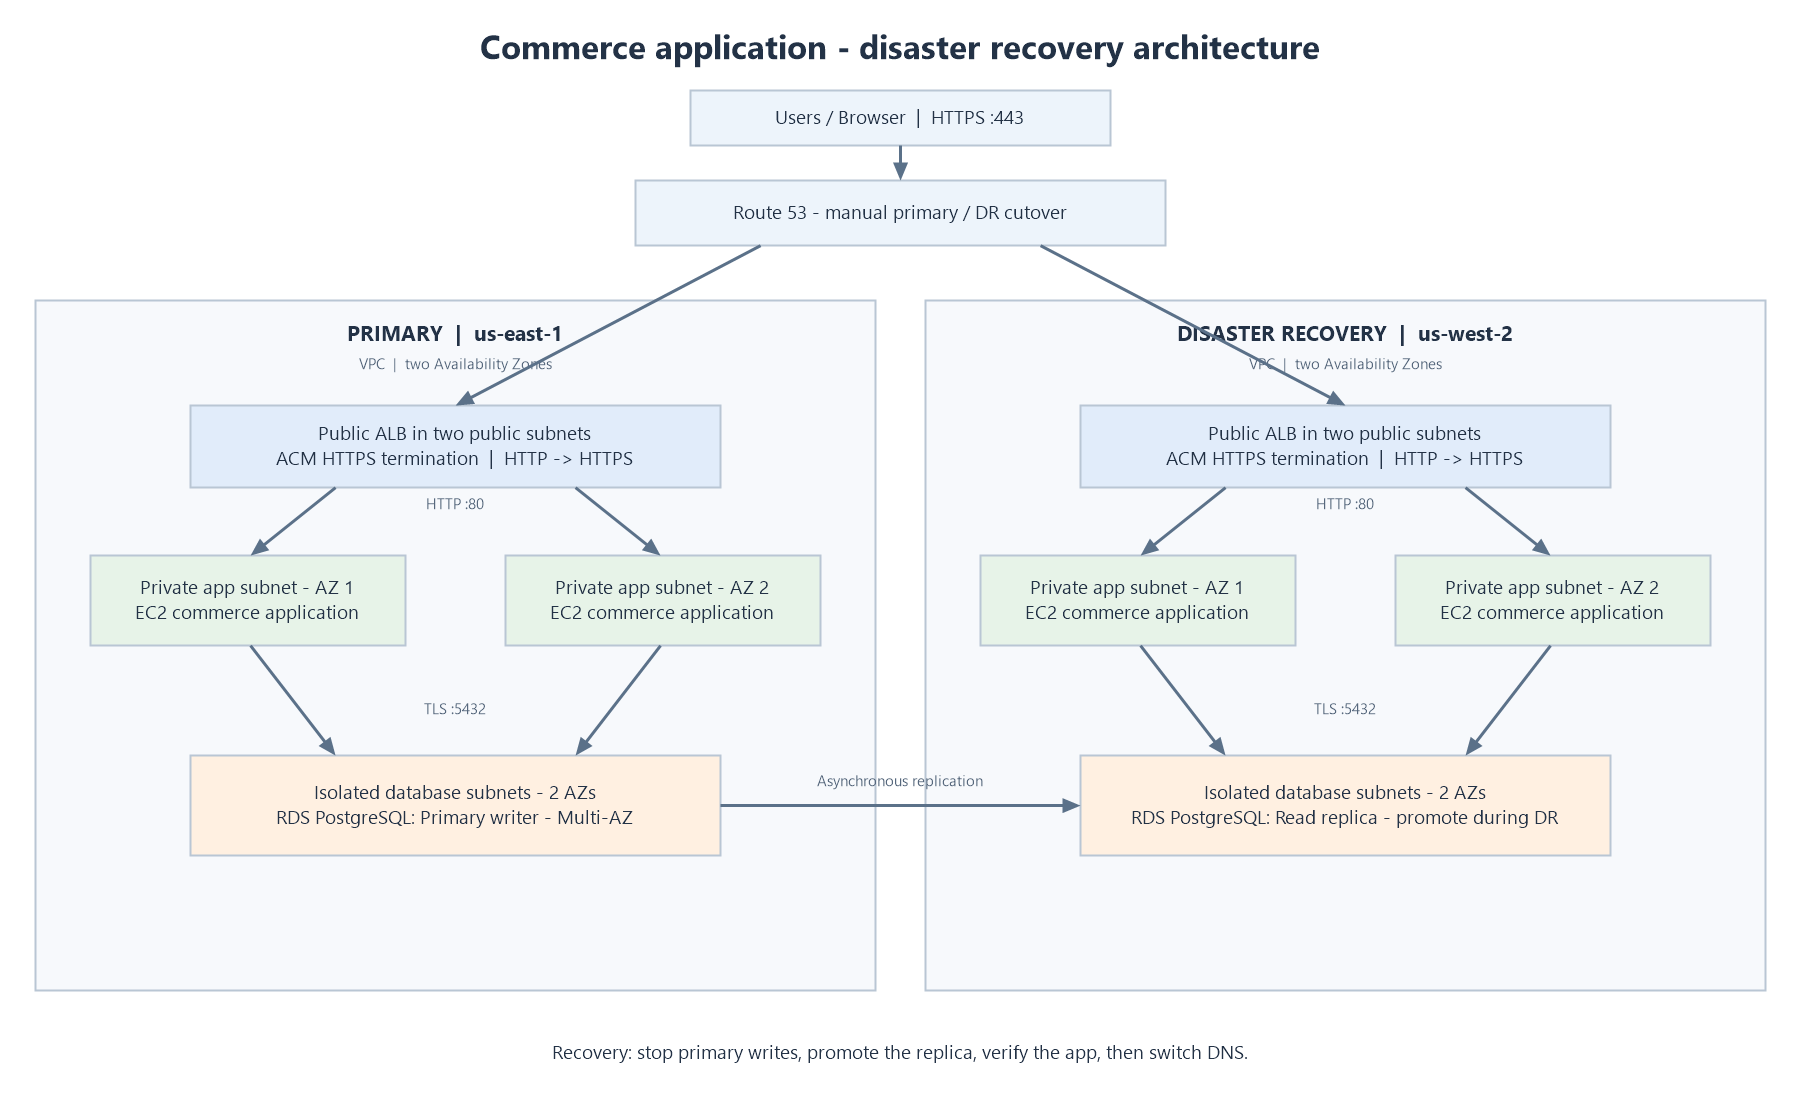 Commerce application - disaster recovery architecture
Users / Browser | HTTPS :443
Route 53 - manual primary / DR cutover
PRIMARY | us-east-1
VPC | two Availability Zones
Public ALB in two public subnets
ACM HTTPS termination | HTTP -> HTTPS
HTTP :80
Private app subnet - AZ 1
EC2 commerce application
Private app subnet - AZ 2
EC2 commerce application
TLS :5432
Isolated database subnets - 2 AZs
RDS PostgreSQL: Primary writer - Multi-AZ
Asynchronous replication
DISASTER RECOVERY | us-west-2
VPC | two Availability Zones
Public ALB in two public subnets
ACM HTTPS termination | HTTP -> HTTPS
HTTP :80
Private app subnet - AZ 1
EC2 commerce application
Private app subnet - AZ 2
EC2 commerce application
TLS :5432
Isolated database subnets - 2 AZs
RDS PostgreSQL: Read replica - promote during DR
Recovery: stop primary writes, promote the replica, verify the app, then switch DNS.